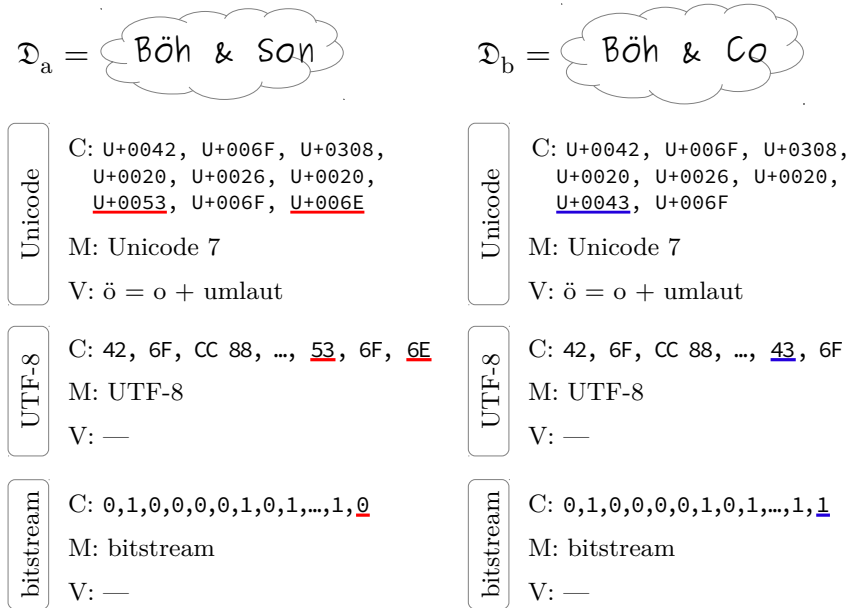 𝔇a = Böh & Son
Unicode
C: U+0042, U+006F, U+0308,
U+0020, U+0026, U+0020,
U+0053, U+006F, U+006E
M: Unicode 7
V: ö = o + umlaut
UTF-8
C: 42, 6F, CC 88, …, 53, 6F, 6E
M: UTF-8
V: —
bitstream
C: 0,1,0,0,0,0,1,0,1,…,1,0
M: bitstream
V: —
𝔇b = Böh & Co
Unicode
C: U+0042, U+006F, U+0308,
U+0020, U+0026, U+0020,
U+0043, U+006F
M: Unicode 7
V: ö = o + umlaut
UTF-8
C: 42, 6F, CC 88, …, 43, 6F
M: UTF-8
V: —
bitstream
C: 0,1,0,0,0,0,1,0,1,…,1,1
M: bitstream
V: —